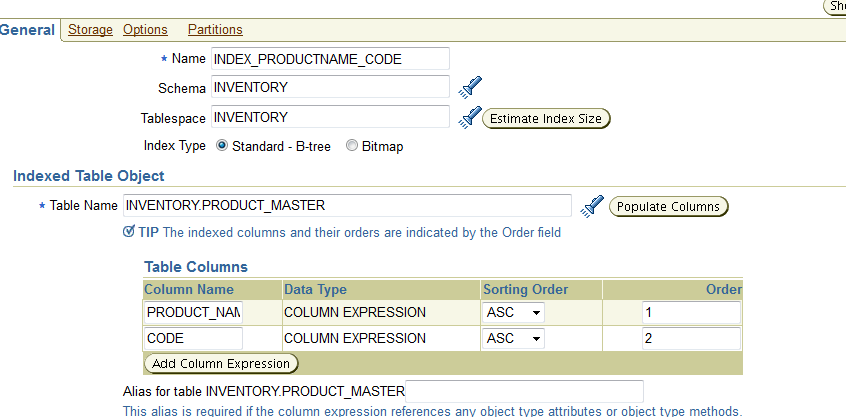 Sh
General Storage Options Partitions
* Name INDEX_PRODUCTNAME_CODE
Schema INVENTORY
Tablespace INVENTORY Estimate Index Size
Index Type Standard - B-tree Bitmap
Indexed Table Object
* Table Name INVENTORY.PRODUCT_MASTER Populate Columns
TIP The indexed columns and their orders are indicated by the Order field
Table Columns
Column Name Data Type Sorting Order Order
PRODUCT_NAM COLUMN EXPRESSION ASC 1
CODE COLUMN EXPRESSION ASC 2
Add Column Expression
Alias for table INVENTORY.PRODUCT_MASTER
This alias is required if the column expression references any object type attributes or object type methods.